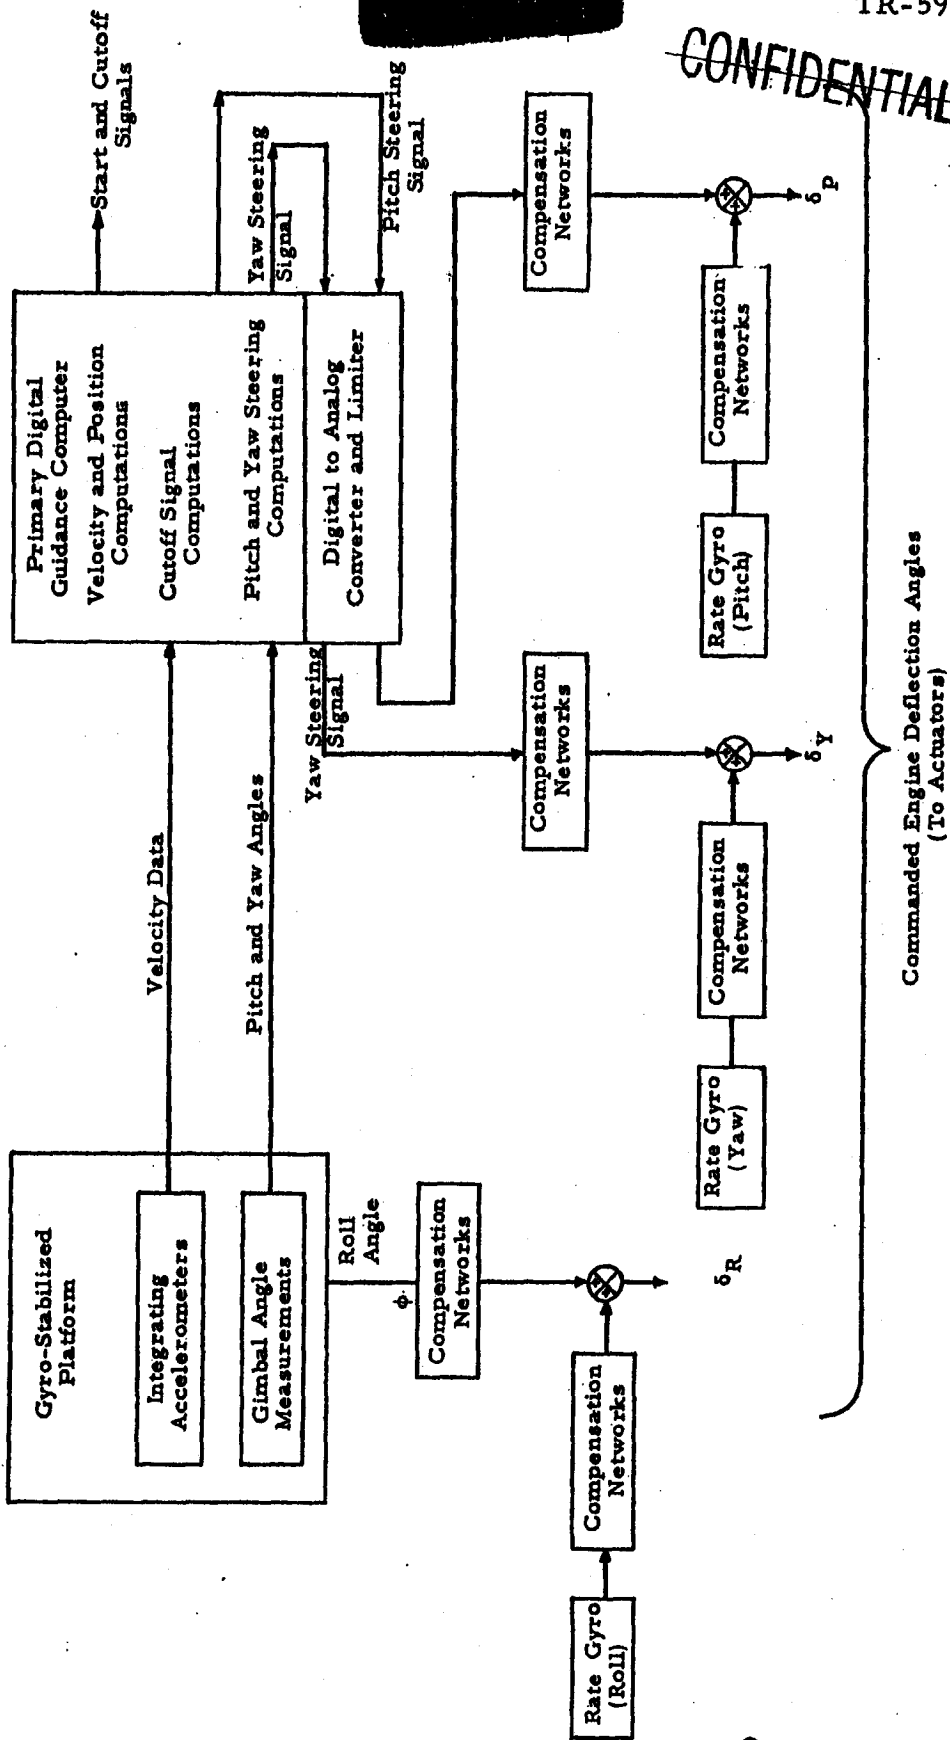 TR-59
CONFIDENTIAL
Gyro-Stabilized
Platform
Integrating
Accelerometers
Gimbal Angle
Measurements
Velocity Data
Pitch and Yaw Angles
Primary Digital
Guidance Computer
Velocity and Position
Computations
Cutoff Signal
Computations
Pitch and Yaw Steering
Computations
Digital to Analog
Converter and Limiter
Start and Cutoff
Signals
Yaw Steering
Signal
Pitch Steering
Signal
Roll
Angle
ϕ
Compensation
Networks
Yaw Steering
Signal
Compensation
Networks
Compensation
Networks
Rate Gyro
(Roll)
Compensation
Networks
+
+
δR
Rate Gyro
(Yaw)
Compensation
Networks
+
+
δY
Rate Gyro
(Pitch)
Compensation
Networks
+
+
δP
Commanded Engine Deflection Angles
(To Actuators)